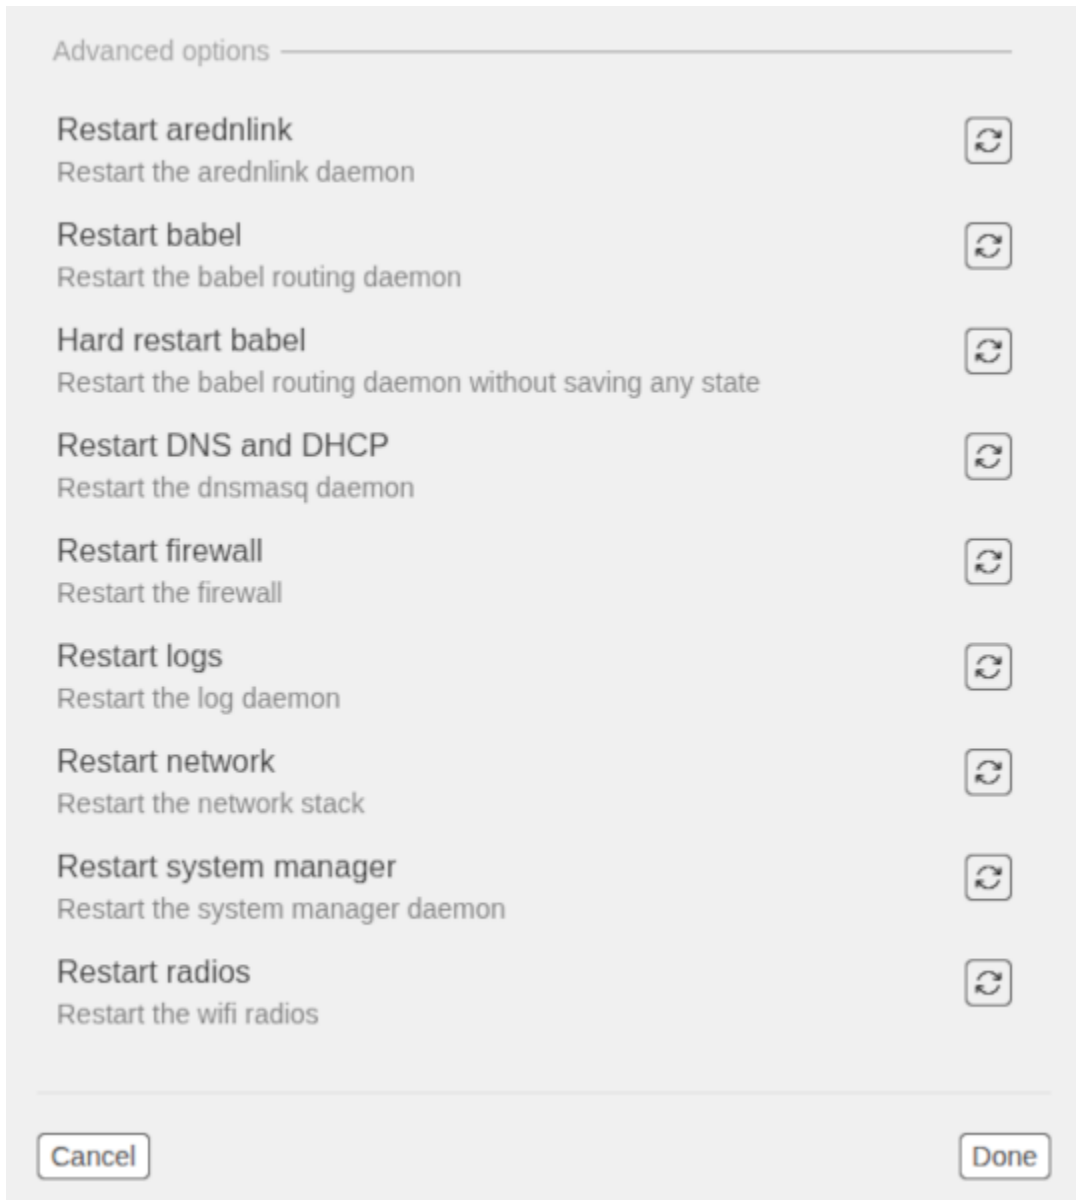 Advanced options
Restart arednlink
Restart the arednlink daemon
Restart babel
Restart the babel routing daemon
Hard restart babel
Restart the babel routing daemon without saving any state
Restart DNS and DHCP
Restart the dnsmasq daemon
Restart firewall
Restart the firewall
Restart logs
Restart the log daemon
Restart network
Restart the network stack
Restart system manager
Restart the system manager daemon
Restart radios
Restart the wifi radios
Cancel
Done